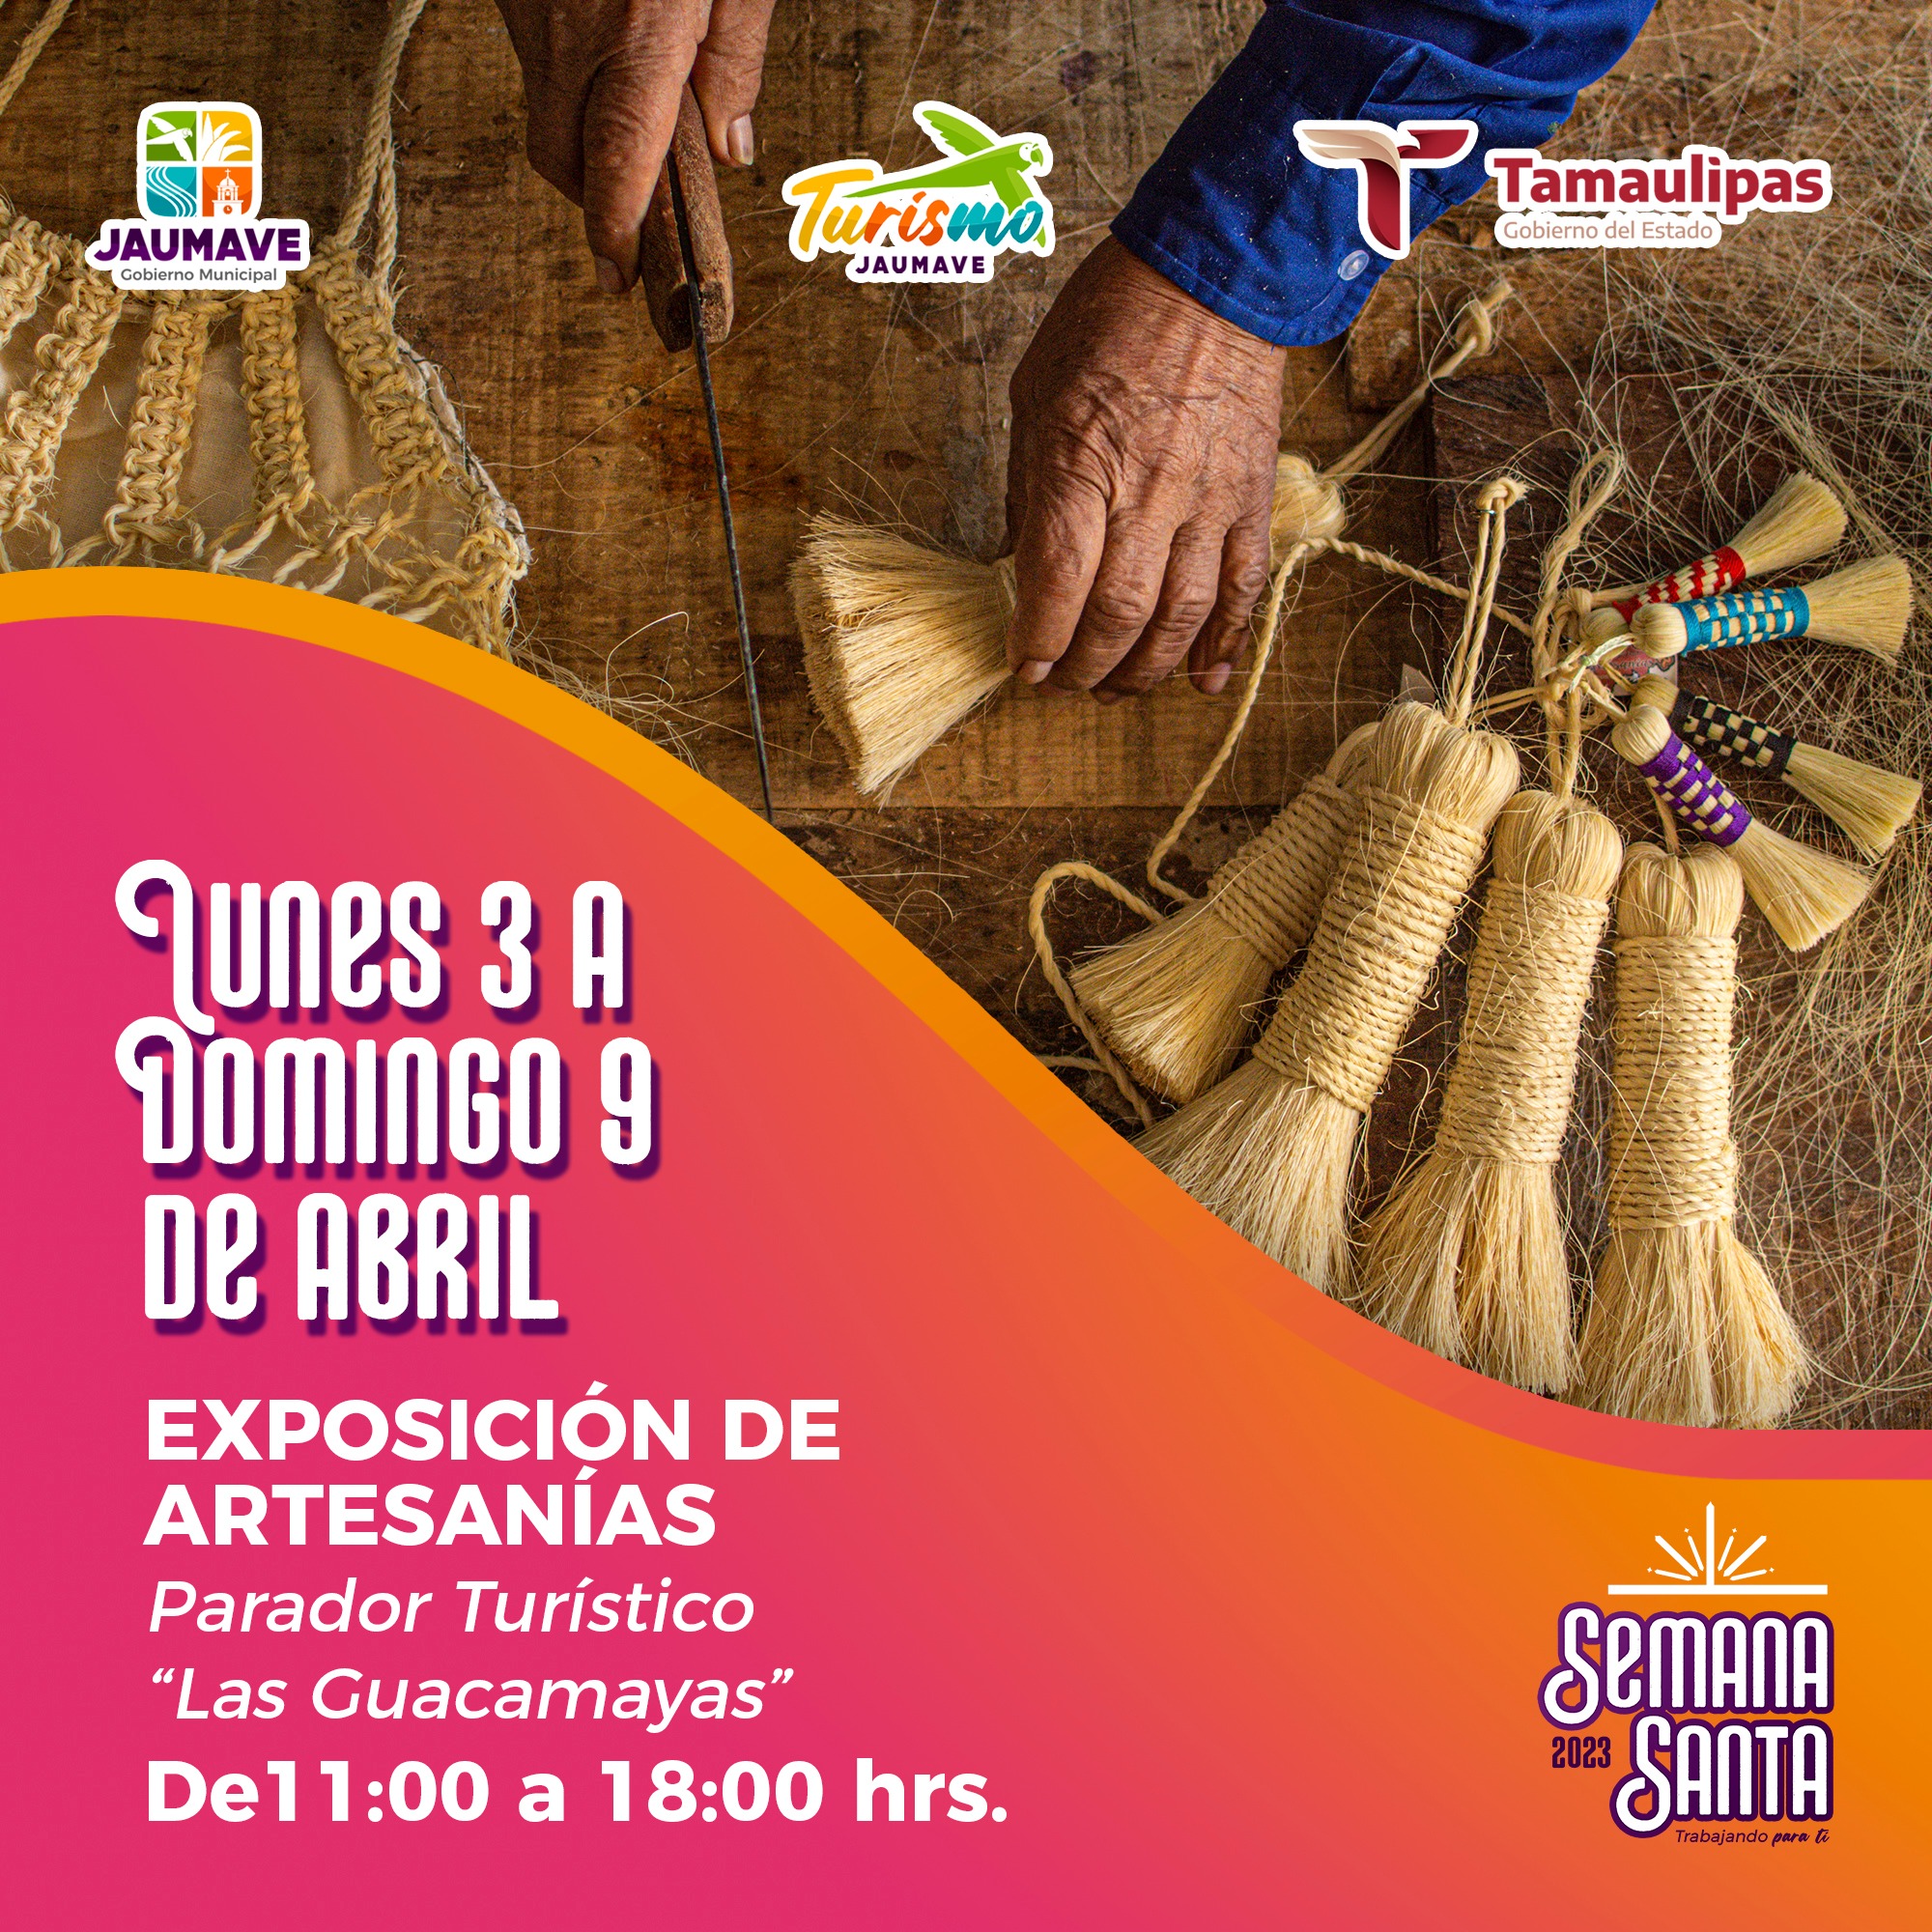 JAUMAVE
Gobierno Municipal
Turismo
JAUMAVE
Tamaulipas
Gobierno del Estado
Lunes 3 a
Domingo 9
de abril
EXPOSICIÓN DE
ARTESANÍAS
Parador Turístico
“Las Guacamayas”
De11:00 a 18:00 hrs.
Semana
2023 Santa
Trabajando para ti